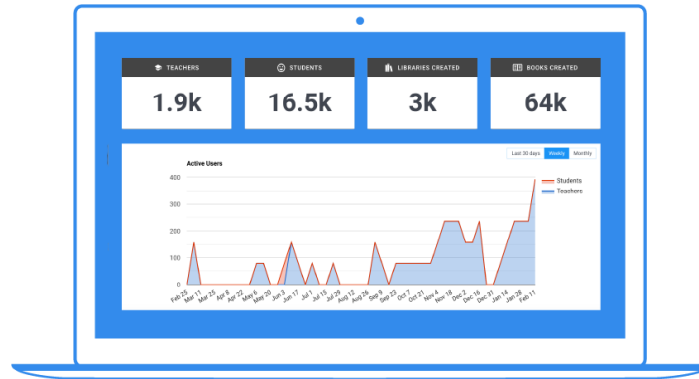 TEACHERS
1.9k
STUDENTS
16.5k
LIBRARIES CREATED
3k
BOOKS CREATED
64k
Last 30 days Weekly Monthly
Active Users
Students
Teachers
400
300
200
100
0
Feb 25 Mar 11 Mar 25 Apr 8 Apr 22 May 6 May 20 Jun 3 Jun 17 Jul 1 Jul 15 Jul 29 Aug 12 Aug 26 Sep 9 Sep 23 Oct 7 Oct 21 Nov 4 Nov 18 Dec 2 Dec 16 Dec 31 Jan 14 Jan 28 Feb 11